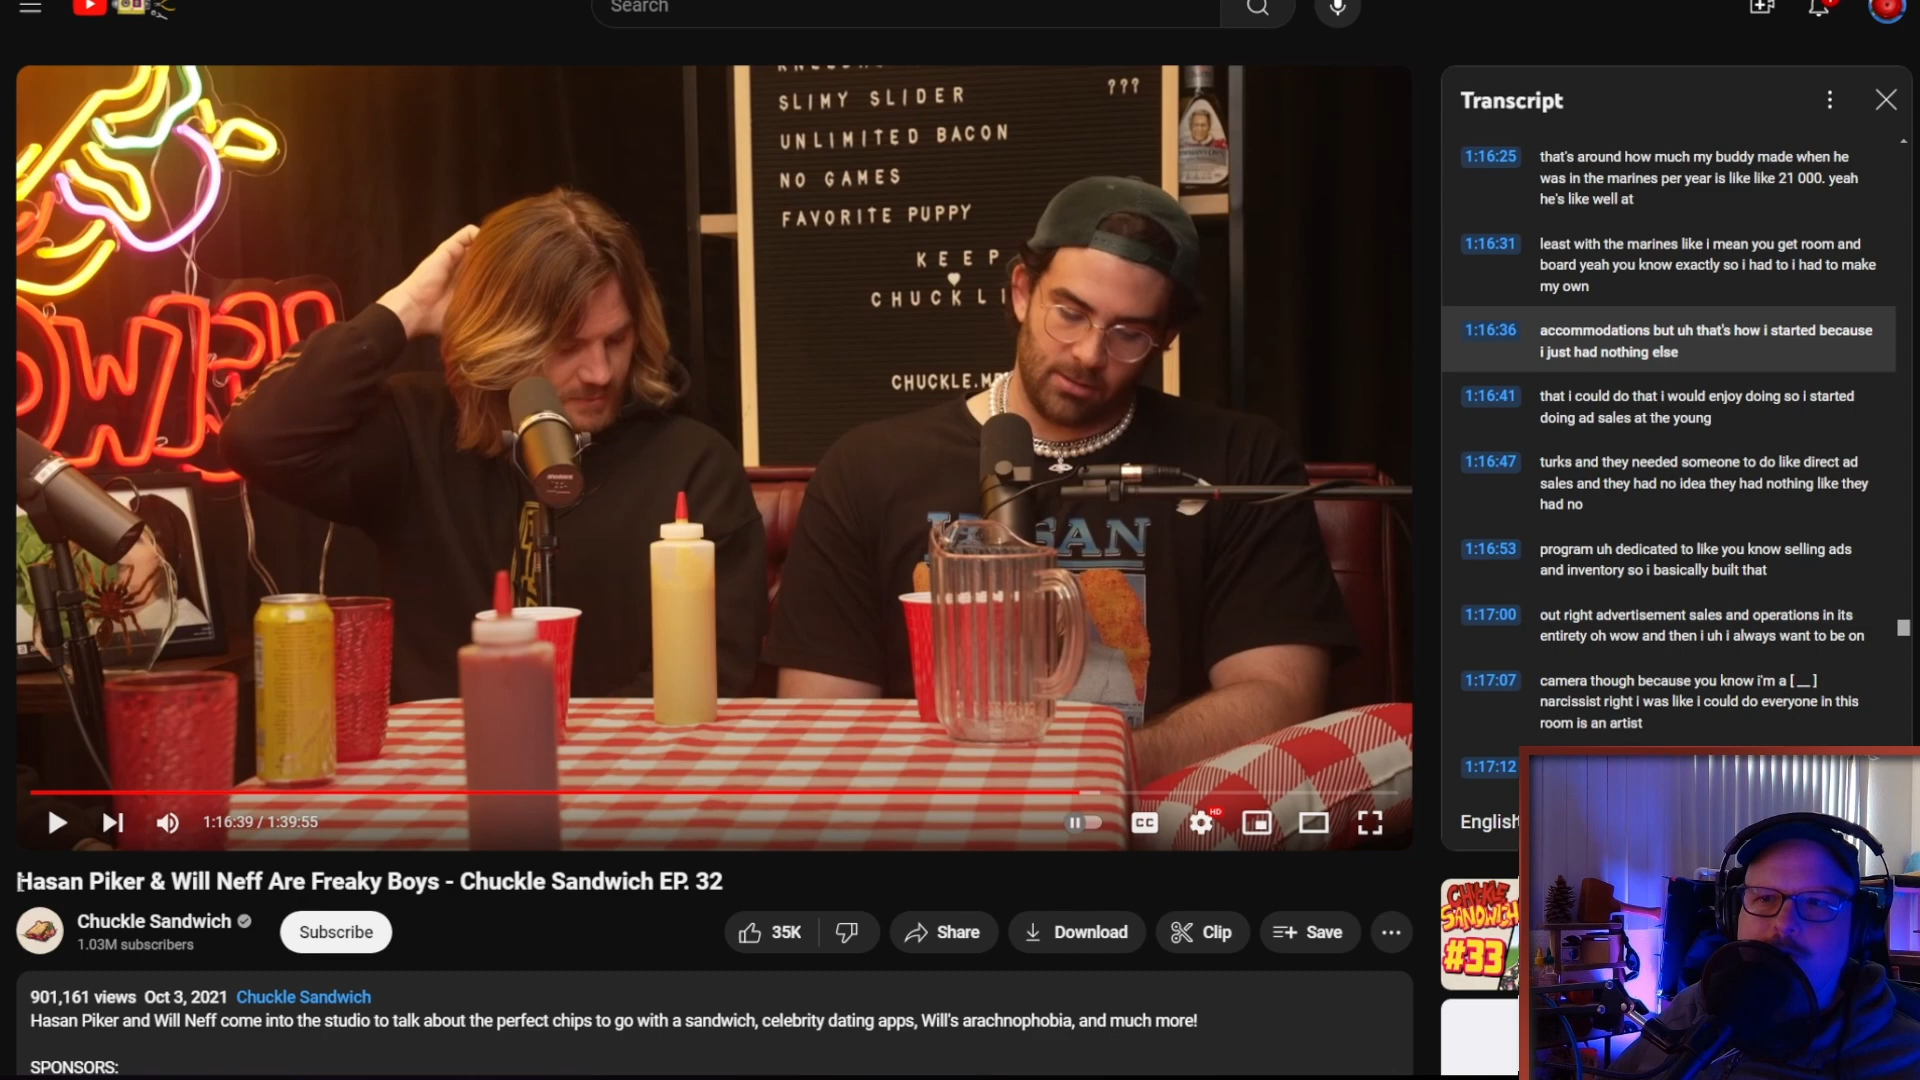 Search
SLIMY SLIDER ???
UNLIMITED BACON
NO GAMES
FAVORITE PUPPY
KEEP
CHUCKLI
CHUCKLE.M
SAN
1:16:39 / 1:39:55
CC
HD
Transcript
1:16:25 that's around how much my buddy made when he
was in the marines per year is like like 21 000. yeah
he's like well at
1:16:31 least with the marines like i mean you get room and
board yeah you know exactly so i had to i had to make
my own
1:16:36 accommodations but uh that's how i started because
i just had nothing else
1:16:41 that i could do that i would enjoy doing so i started
doing ad sales at the young
1:16:47 turks and they needed someone to do like direct ad
sales and they had no idea they had nothing like they
had no
1:16:53 program uh dedicated to like you know selling ads
and inventory so i basically built that
1:17:00 out right advertisement sales and operations in its
entirety oh wow and then i uh i always want to be on
1:17:07 camera though because you know i'm a [ __ ]
narcissist right i was like i could do everyone in this
room is an artist
1:17:12
English
Hasan Piker & Will Neff Are Freaky Boys - Chuckle Sandwich EP. 32
Chuckle Sandwich
1.03M subscribers
Subscribe
35K
Share
Download
Clip
Save
901,161 views Oct 3, 2021 Chuckle Sandwich
Hasan Piker and Will Neff come into the studio to talk about the perfect chips to go with a sandwich, celebrity dating apps, Will's arachnophobia, and much more!
SPONSORS:
CHUCKLE
SANDWICH
#33